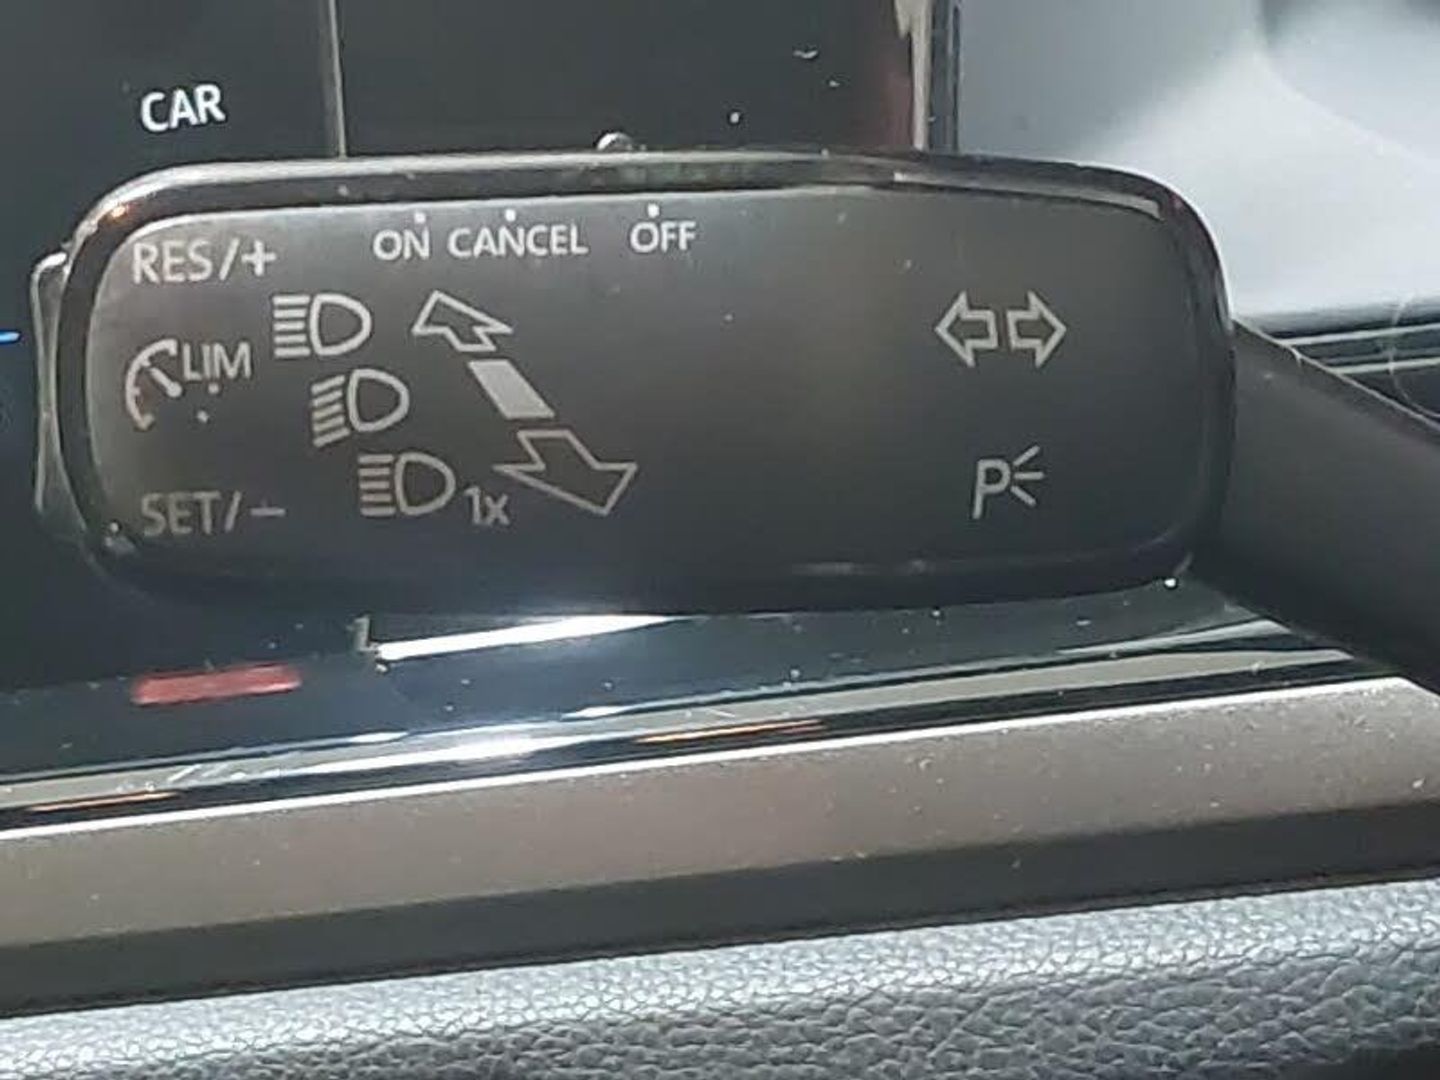 CAR
ON CANCEL OFF
RES/+
LIM
SET/-
1x
P